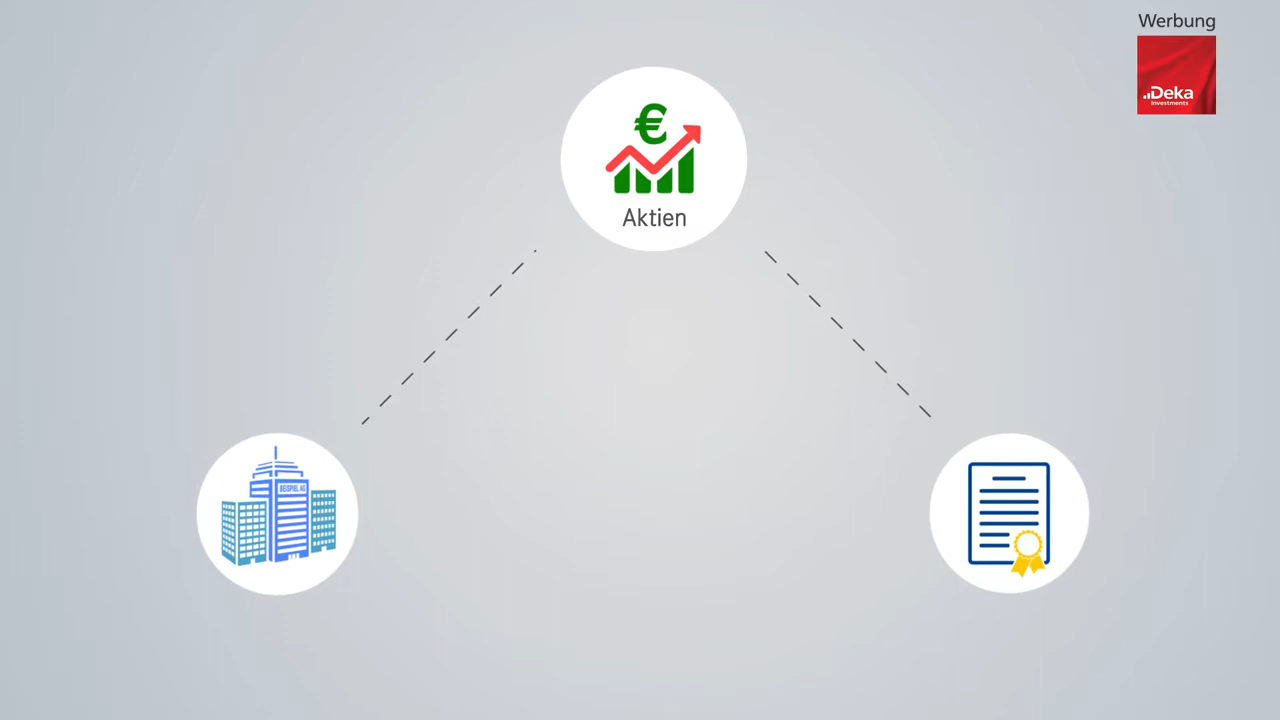 Werbung
Deka
Investments
€
Aktien
BEISPIEL AG